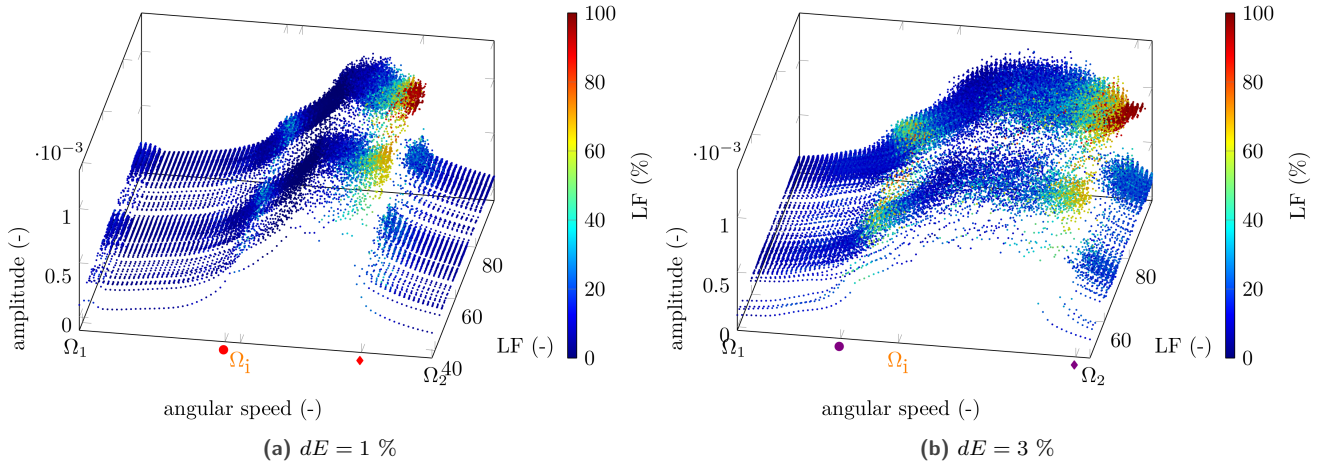 ·10⁻³
1
0.5
0
amplitude (-)
Ω₁
Ωᵢ
Ω₂
angular speed (-)
40
60
80
LF (-)
100
80
60
40
20
0
LF (%)
(a) dE = 1 %
·10⁻³
1
0.5
0
amplitude (-)
Ω₁
Ωᵢ
Ω₂
angular speed (-)
60
80
LF (-)
100
80
60
40
20
0
LF (%)
(b) dE = 3 %